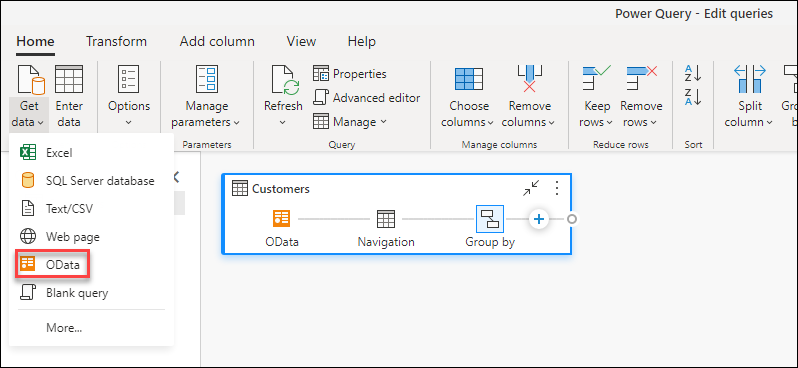 Power Query - Edit queries
Home Transform Add column View Help
Get data
Enter data
Options
Manage parameters
Refresh
Properties
Advanced editor
Manage
Choose columns
Remove columns
Keep rows
Remove rows
Split column
Gro
b
Parameters
Query
Manage columns
Reduce rows
Sort
A
Z
Z
A
Excel
SQL Server database
Text/CSV
Web page
OData
Blank query
More...
Customers
OData
Navigation
Group by